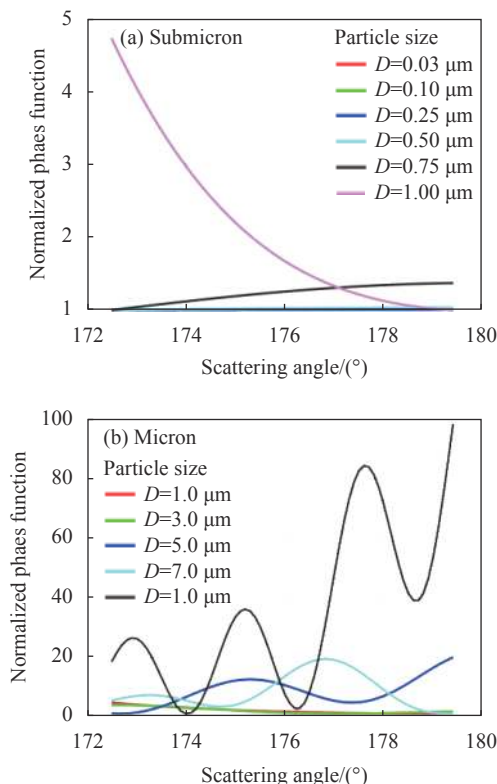 (a) Submicron
Particle size
D=0.03 μm
D=0.10 μm
D=0.25 μm
D=0.50 μm
D=0.75 μm
D=1.00 μm
Normalized phaes function
5
4
3
2
1
172
174
176
178
180
Scattering angle/(°)
(b) Micron
Particle size
D=1.0 μm
D=3.0 μm
D=5.0 μm
D=7.0 μm
D=1.0 μm
Normalized phaes function
100
80
60
40
20
0
172
174
176
178
180
Scattering angle/(°)